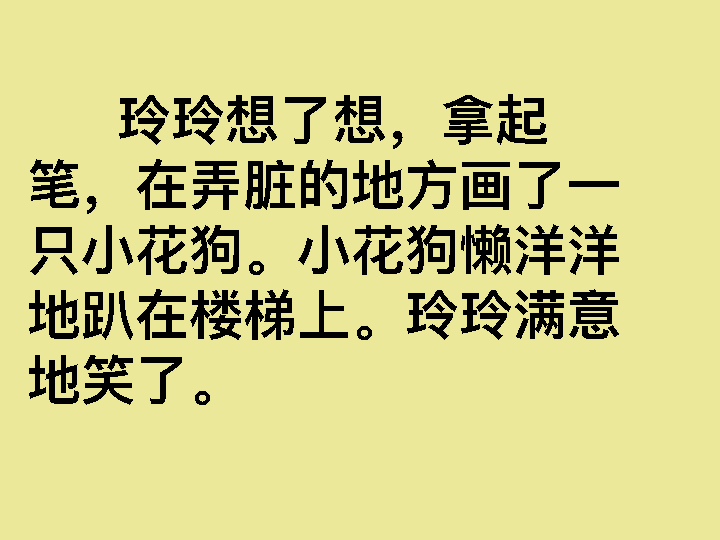 玲玲想了想，拿起
笔，在弄脏的地方画了一
只小花狗。小花狗懒洋洋
地趴在楼梯上。玲玲满意
地笑了。